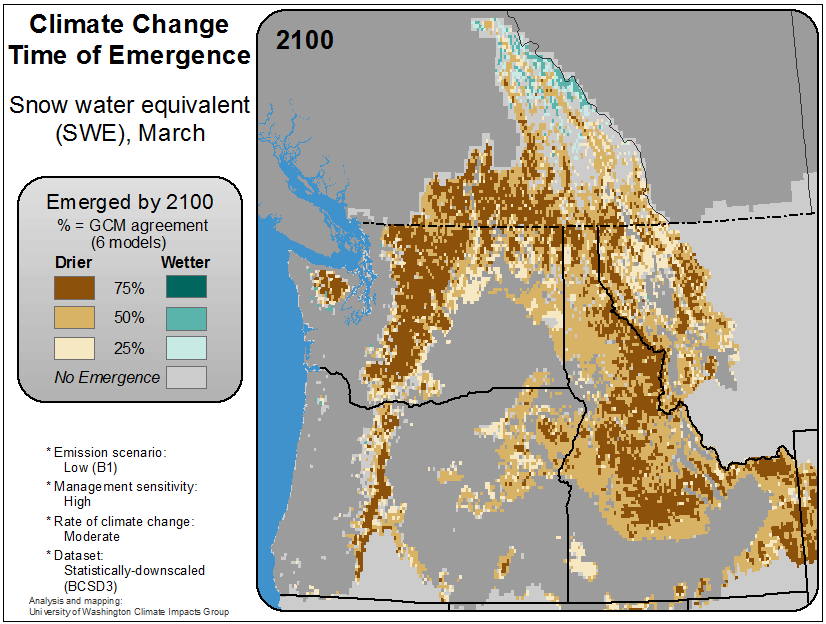 Climate Change
Time of Emergence
Snow water equivalent
(SWE), March
Emerged by 2100
% = GCM agreement
(6 models)
Drier Wetter
75%
50%
25%
No Emergence
* Emission scenario:
Low (B1)
* Management sensitivity:
High
* Rate of climate change:
Moderate
* Dataset:
Statistically-downscaled
(BCSD3)
Analysis and mapping:
University of Washington Climate Impacts Group
2100